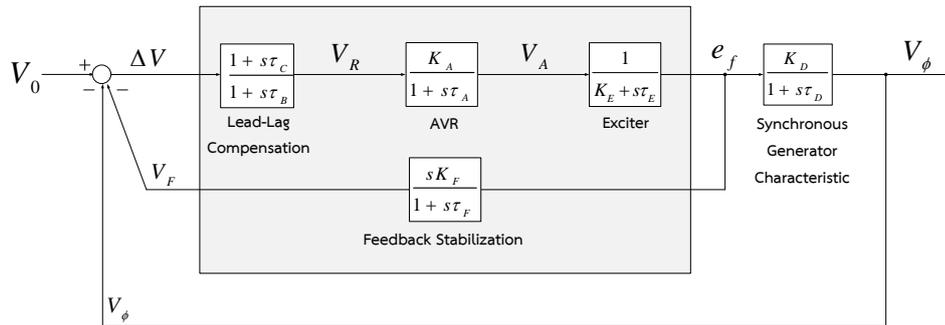 V_0
+
−
−
ΔV
1 + sτ_C
1 + sτ_B
Lead-Lag
Compensation
V_R
K_A
1 + sτ_A
AVR
V_A
1
K_E + sτ_E
Exciter
e_f
K_D
1 + sτ_D
Synchronous
Generator
Characteristic
V_ϕ
V_F
sK_F
1 + sτ_F
Feedback Stabilization
V_ϕ